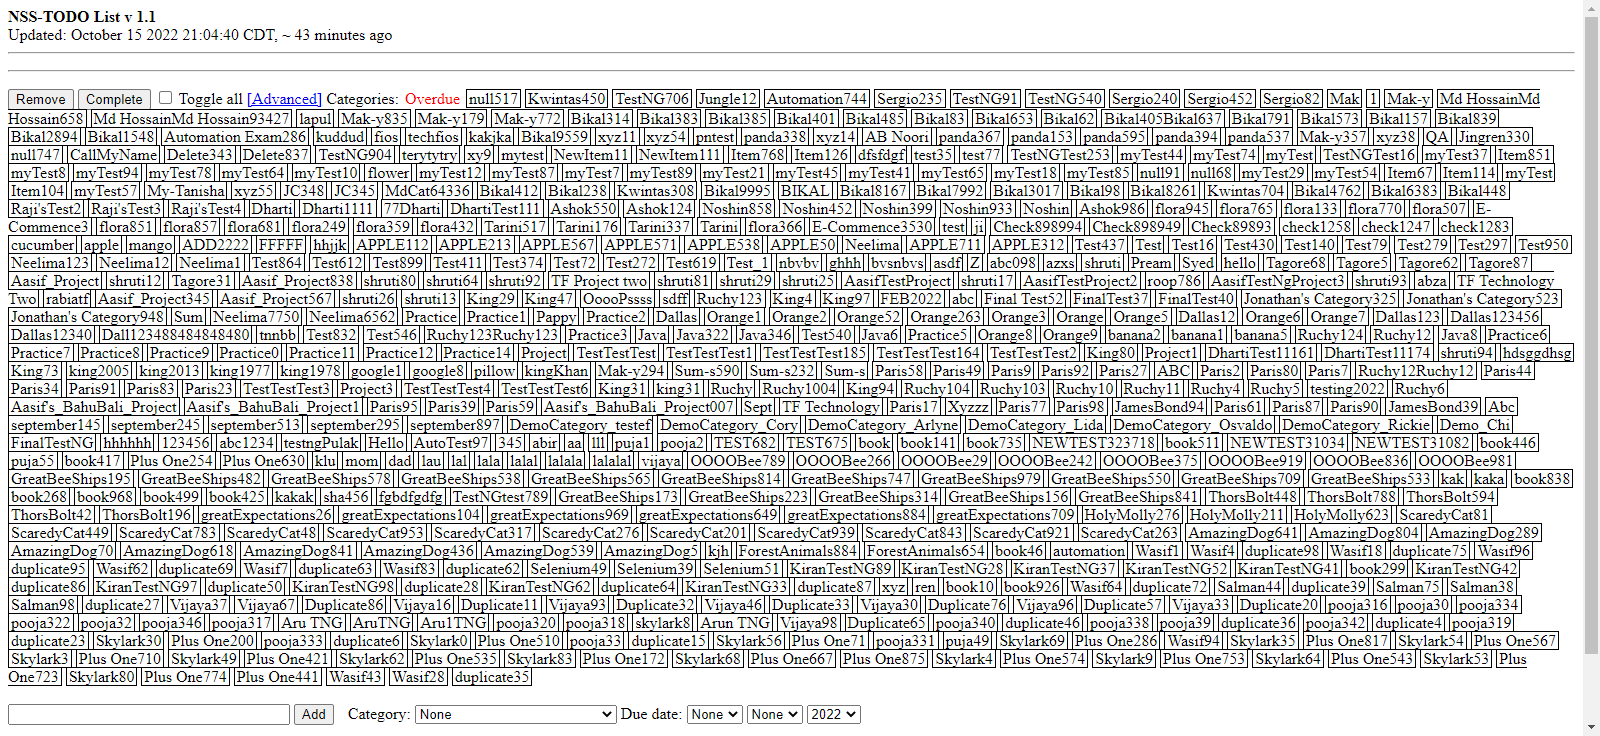 NSS-TODO List v 1.1
Updated: October 15 2022 21:04:40 CDT, ~ 43 minutes ago
Remove Complete Toggle all [Advanced] Categories: Overdue null517 Kwintas450 TestNG706 Jungle12 Automation744 Sergio235 TestNG91 TestNG540 Sergio240 Sergio452 Sergio82 Mak 1 Mak-y Md HossainMd
Hossain658 Md HossainMd Hossain93427 lapul Mak-y835 Mak-y179 Mak-y772 Bikal314 Bikal383 Bikal385 Bikal401 Bikal485 Bikal83 Bikal653 Bikal62 Bikal405Bikal637 Bikal791 Bikal573 Bikal157 Bikal839
Bikal2894 Bikal1548 Automation Exam286 kuddud fios techfios kakjka Bikal9559 xyz11 xyz54 pntest panda338 xyz14 AB Noori panda367 panda153 panda595 panda394 panda537 Mak-y357 xyz38 QA Jingren330
null747 CallMyName Delete343 Delete837 TestNG904 terytytry xy9 mytest NewItem11 NewItem111 Item768 Item126 dfsfdgf test35 test77 TestNGTest253 myTest44 myTest74 myTest TestNGTest16 myTest37 Item851
myTest8 myTest94 myTest78 myTest64 myTest10 flower myTest12 myTest87 myTest7 myTest89 myTest21 myTest45 myTest41 myTest65 myTest18 myTest85 null91 null68 myTest29 myTest54 Item67 Item114 myTest
Item104 myTest57 My-Tanisha xyz55 JC348 JC345 MdCat64336 Bikal412 Bikal238 Kwintas308 Bikal9995 BIKAL Bikal8167 Bikal7992 Bikal3017 Bikal98 Bikal8261 Kwintas704 Bikal4762 Bikal6383 Bikal448
Raji'sTest2 Raji'sTest3 Raji'sTest4 Dharti Dharti1111 77Dharti DhartiTest111 Ashok550 Ashok124 Noshin858 Noshin452 Noshin399 Noshin933 Noshin Ashok986 flora945 flora765 flora133 flora770 flora507 E-
Commence3 flora851 flora857 flora681 flora249 flora359 flora432 Tarini517 Tarini176 Tarini337 Tarini flora366 E-Commence3530 test ji Check898994 Check898949 Check89893 check1258 check1247 check1283
cucumber apple mango ADD2222 FFFFF hhjjk APPLE112 APPLE213 APPLE567 APPLE571 APPLE538 APPLE50 Neelima APPLE711 APPLE312 Test437 Test Test16 Test430 Test140 Test79 Test279 Test297 Test950
Neelima123 Neelima12 Neelima1 Test864 Test612 Test899 Test411 Test374 Test72 Test272 Test619 Test_1 nbvbv ghhh bvsnbvs asdf Z abc098 azxs shruti Pream Syed hello Tagore68 Tagore5 Tagore62 Tagore87
Aasif_Project shruti12 Tagore31 Aasif_Project838 shruti80 shruti64 shruti92 TF Project two shruti81 shruti29 shruti25 AasifTestProject shruti17 AasifTestProject2 roop786 AasifTestNgProject3 shruti93 abza TF Technology
Two rabiatf Aasif_Project345 Aasif_Project567 shruti26 shruti13 King29 King47 OoooPssss sdff Ruchy123 King4 King97 FEB2022 abc Final Test52 FinalTest37 FinalTest40 Jonathan's Category325 Jonathan's Category523
Jonathan's Category948 Sum Neelima7750 Neelima6562 Practice Practice1 Pappy Practice2 Dallas Orange1 Orange2 Orange52 Orange263 Orange3 Orange Orange5 Dallas12 Orange6 Orange7 Dallas123 Dallas123456
Dallas12340 Dall123488484848480 tmnbb Test832 Test546 Ruchy123Ruchy123 Practice3 Java Java322 Java346 Test540 Java6 Practice5 Orange8 Orange9 banana2 banana1 banana5 Ruchy124 Ruchy12 Java8 Practice6
Practice7 Practice8 Practice9 Practice0 Practice11 Practice12 Practice14 Project TestTestTest TestTestTest1 TestTestTest185 TestTestTest164 TestTestTest2 King80 Project1 DhartiTest11161 DhartiTest11174 shruti94 hdsggdhsg
King73 king2005 king2013 king1977 king1978 google1 google8 pillow kingKhan Mak-y294 Sum-s590 Sum-s232 Sum-s Paris58 Paris49 Paris9 Paris92 Paris27 ABC Paris2 Paris80 Paris7 Ruchy12Ruchy12 Paris44
Paris34 Paris91 Paris83 Paris23 TestTestTest3 Project3 TestTestTest4 TestTestTest6 King31 king31 Ruchy Ruchy1004 King94 Ruchy104 Ruchy103 Ruchy10 Ruchy11 Ruchy4 Ruchy5 testing2022 Ruchy6
Aasif's_BahuBali_Project Aasif's_BahuBali_Project1 Paris95 Paris39 Paris59 Aasif's_BahuBali_Project007 Sept TF Technology Paris17 Xyzzz Paris77 Paris98 JamesBond94 Paris61 Paris87 Paris90 JamesBond39 Abc
september145 september245 september513 september295 september897 DemoCategory_testef DemoCategory_Cory DemoCategory_Arlyne DemoCategory_Lida DemoCategory_Osvaldo DemoCategory_Rickie Demo_Chi
FinalTestNG hhhhhh 123456 abc1234 testngPulak Hello AutoTest97 345 abir aa lll puja1 pooja2 TEST682 TEST675 book book141 book735 NEWTEST323718 book511 NEWTEST31034 NEWTEST31082 book446
puja55 book417 Plus One254 Plus One630 klu mom dad lau lal lala lalal lalala lalalal vijaya OOOOBee789 OOOOBee266 OOOOBee29 OOOOBee242 OOOOBee375 OOOOBee919 OOOOBee836 OOOOBee981
GreatBeeShips195 GreatBeeShips482 GreatBeeShips578 GreatBeeShips538 GreatBeeShips565 GreatBeeShips814 GreatBeeShips747 GreatBeeShips979 GreatBeeShips550 GreatBeeShips709 GreatBeeShips533 kak kaka book838
book268 book968 book499 book425 kakak sha456 fgbdfgdfg TestNGtest789 GreatBeeShips173 GreatBeeShips223 GreatBeeShips314 GreatBeeShips156 GreatBeeShips841 ThorsBolt448 ThorsBolt788 ThorsBolt594
ThorsBolt42 ThorsBolt196 greatExpectations26 greatExpectations104 greatExpectations969 greatExpectations649 greatExpectations884 greatExpectations709 HolyMolly276 HolyMolly211 HolyMolly623 ScaredyCat81
ScaredyCat449 ScaredyCat783 ScaredyCat48 ScaredyCat953 ScaredyCat317 ScaredyCat276 ScaredyCat201 ScaredyCat939 ScaredyCat843 ScaredyCat921 ScaredyCat263 AmazingDog641 AmazingDog804 AmazingDog289
AmazingDog70 AmazingDog618 AmazingDog841 AmazingDog436 AmazingDog539 AmazingDog5 kjh ForestAnimals884 ForestAnimals654 book46 automation Wasif1 Wasif4 duplicate98 Wasif18 duplicate75 Wasif96
duplicate95 Wasif62 duplicate69 Wasif7 duplicate63 Wasif83 duplicate62 Selenium49 Selenium39 Selenium51 KiranTestNG89 KiranTestNG28 KiranTestNG37 KiranTestNG52 KiranTestNG41 book299 KiranTestNG42
duplicate86 KiranTestNG97 duplicate50 KiranTestNG98 duplicate28 KiranTestNG62 duplicate64 KiranTestNG33 duplicate87 xyz ren book10 book926 Wasif64 duplicate72 Salman44 duplicate39 Salman75 Salman38
Salman98 duplicate27 Vijaya37 Vijaya67 Duplicate86 Vijaya16 Duplicate11 Vijaya93 Duplicate32 Vijaya46 Duplicate33 Vijaya30 Duplicate76 Vijaya96 Duplicate57 Vijaya33 Duplicate20 pooja316 pooja30 pooja334
pooja322 pooja32 pooja346 pooja317 Aru TNG AruTNG Aru1TNG pooja320 pooja318 skylark8 Arun TNG Vijaya98 Duplicate65 pooja340 duplicate46 pooja338 pooja39 duplicate36 pooja342 duplicate4 pooja319
duplicate23 Skylark30 Plus One200 pooja333 duplicate6 Skylark0 Plus One510 pooja33 duplicate15 Skylark56 Plus One71 pooja331 puja49 Skylark69 Plus One286 Wasif94 Skylark35 Plus One817 Skylark54 Plus One567
Skylark3 Plus One710 Skylark49 Plus One421 Skylark62 Plus One535 Skylark83 Plus One172 Skylark68 Plus One667 Plus One875 Skylark4 Plus One574 Skylark9 Plus One753 Skylark64 Plus One543 Skylark53 Plus
One723 Skylark80 Plus One774 Plus One441 Wasif43 Wasif28 duplicate35
Add Category: None Due date: None None 2022